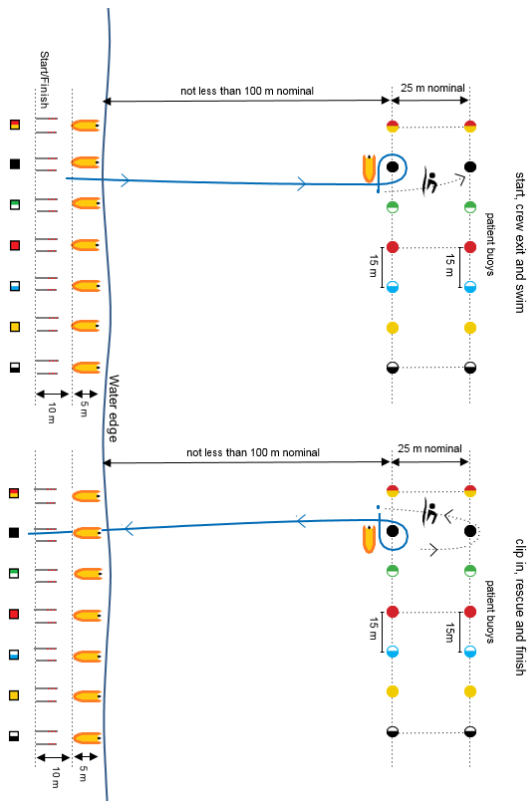 Start/Finish
not less than 100 m nominal
25 m nominal
start, crew exit and swim
patient buoys
15 m
15 m
5 m
10 m
Water edge
not less than 100 m nominal
25 m nominal
clip in, rescue and finish
patient buoys
15 m
15m
5 m
10 m